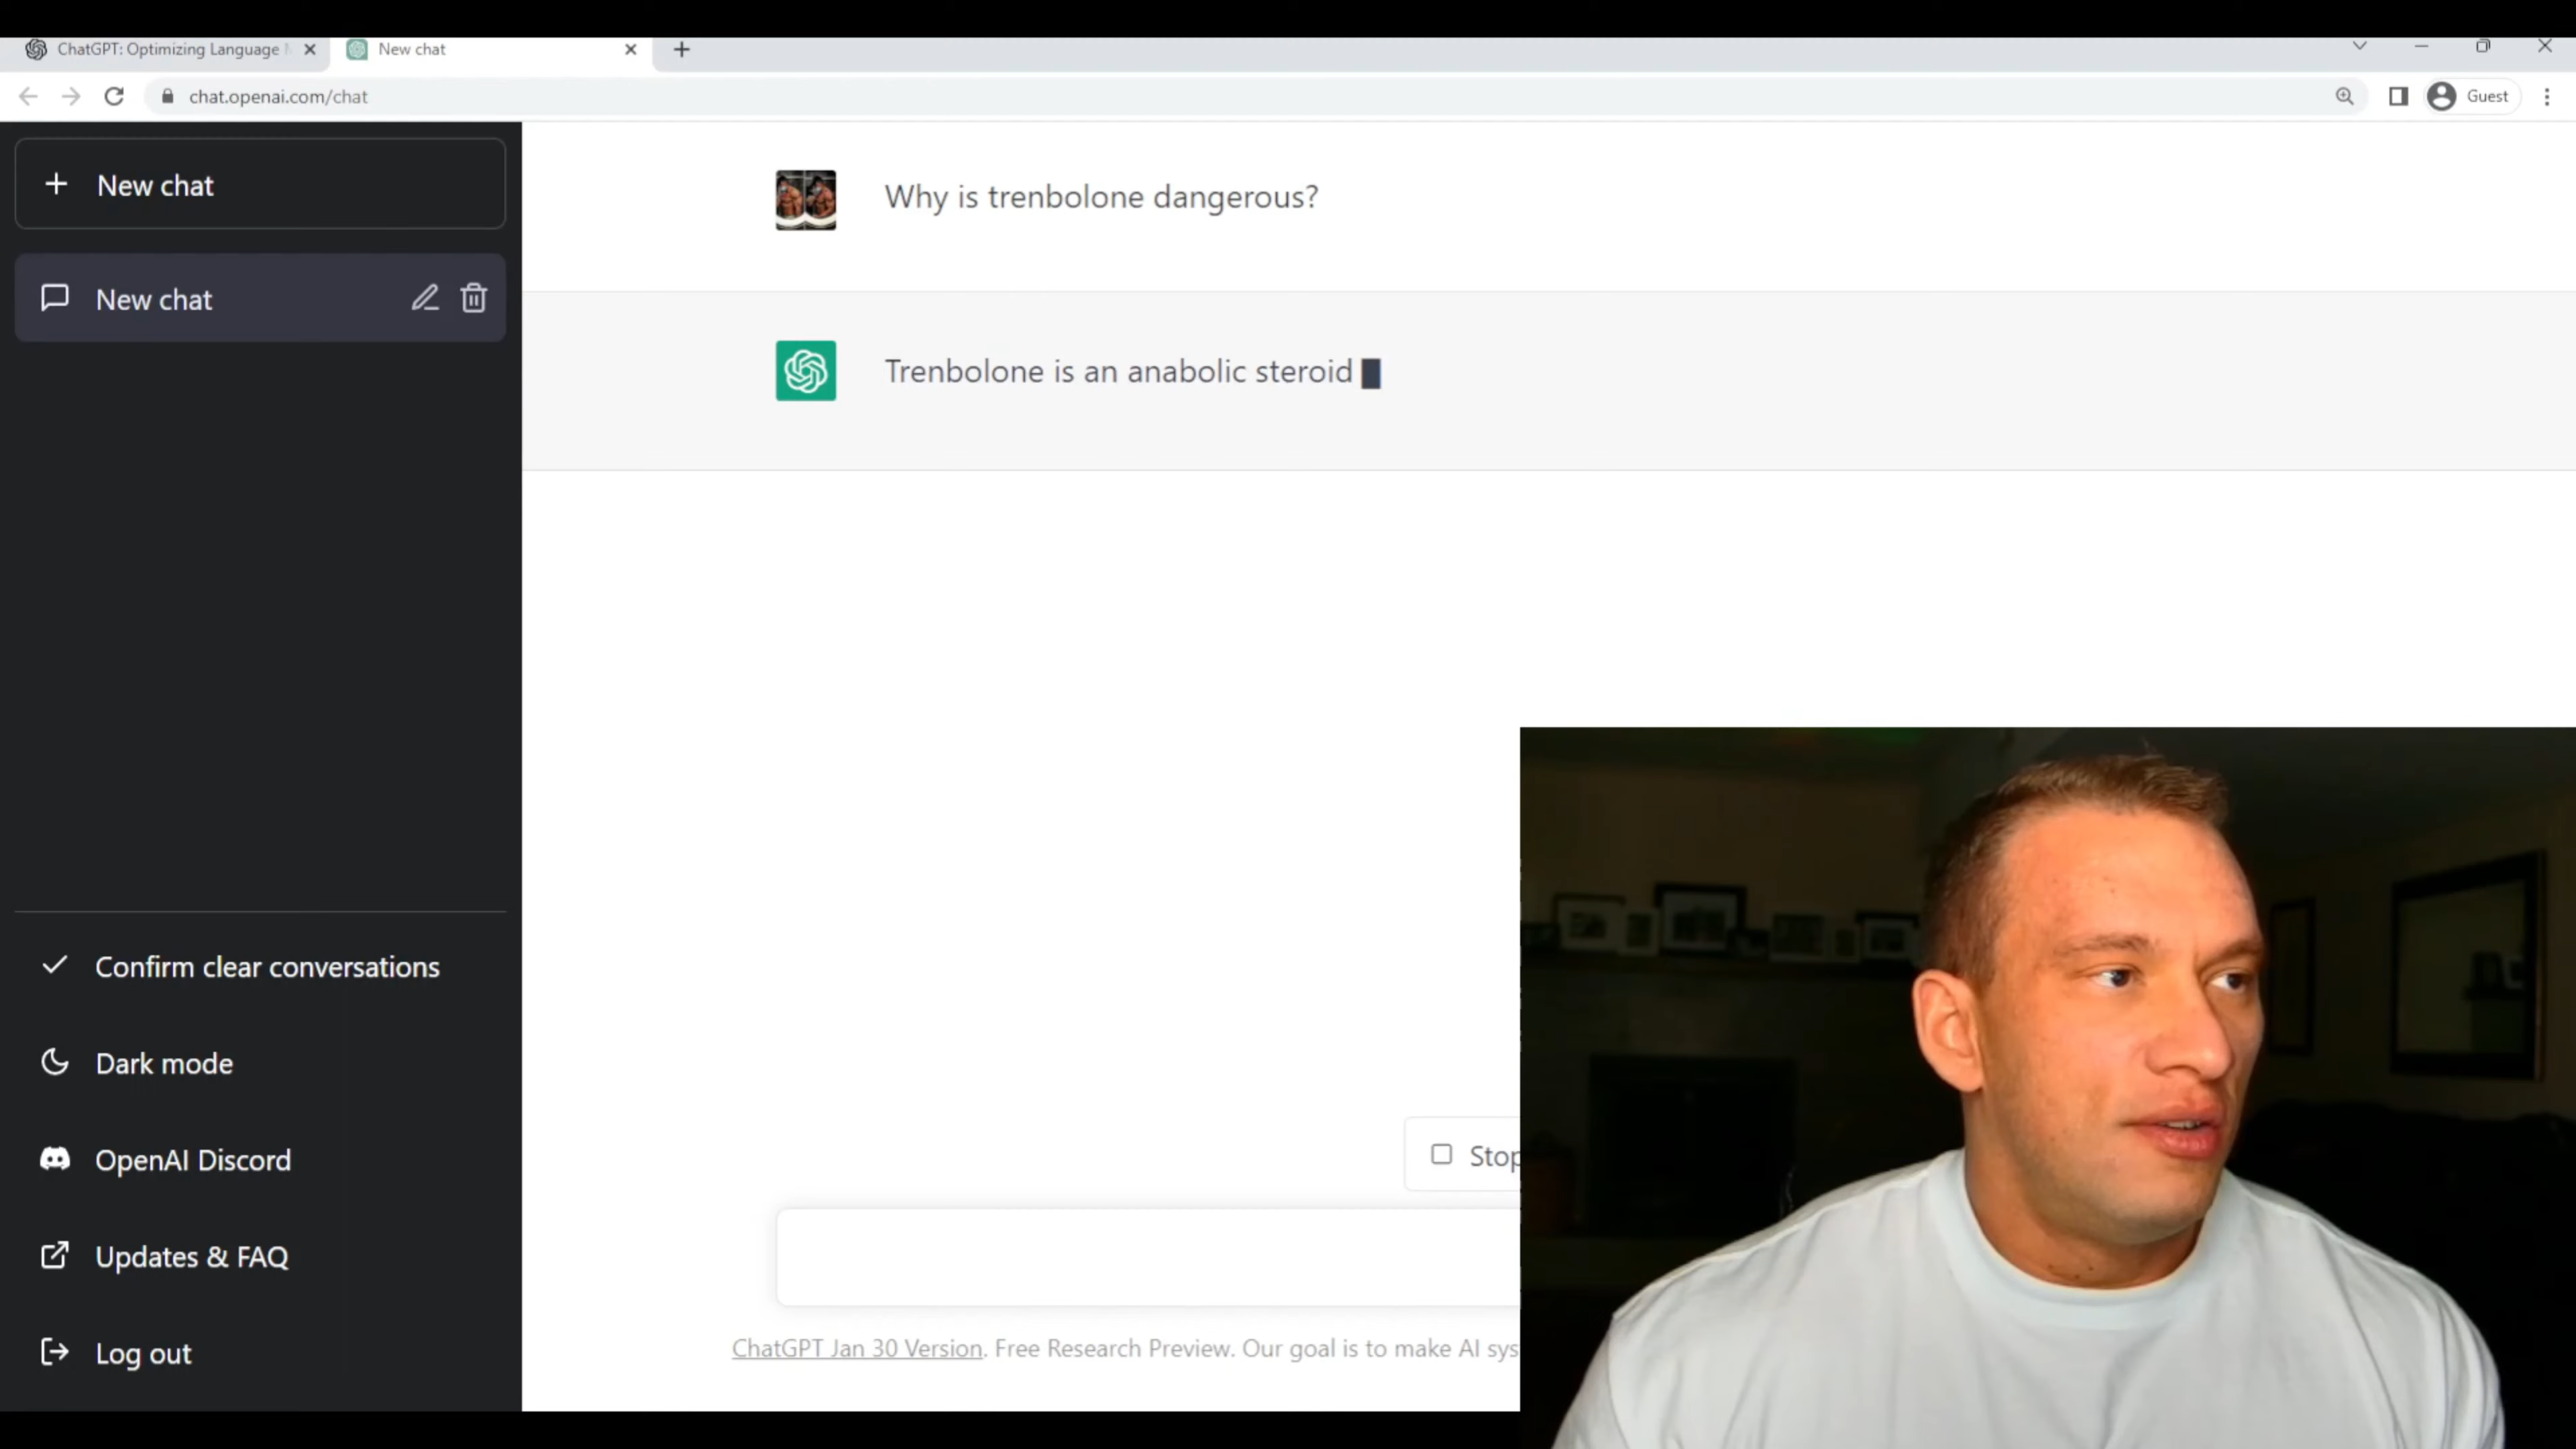 ChatGPT: Optimizing Language
New chat
chat.openai.com/chat
Guest
New chat
New chat
Why is trenbolone dangerous?
Trenbolone is an anabolic steroid
Stop
Confirm clear conversations
Dark mode
OpenAI Discord
Updates & FAQ
Log out
ChatGPT Jan 30 Version. Free Research Preview. Our goal is to make AI sys